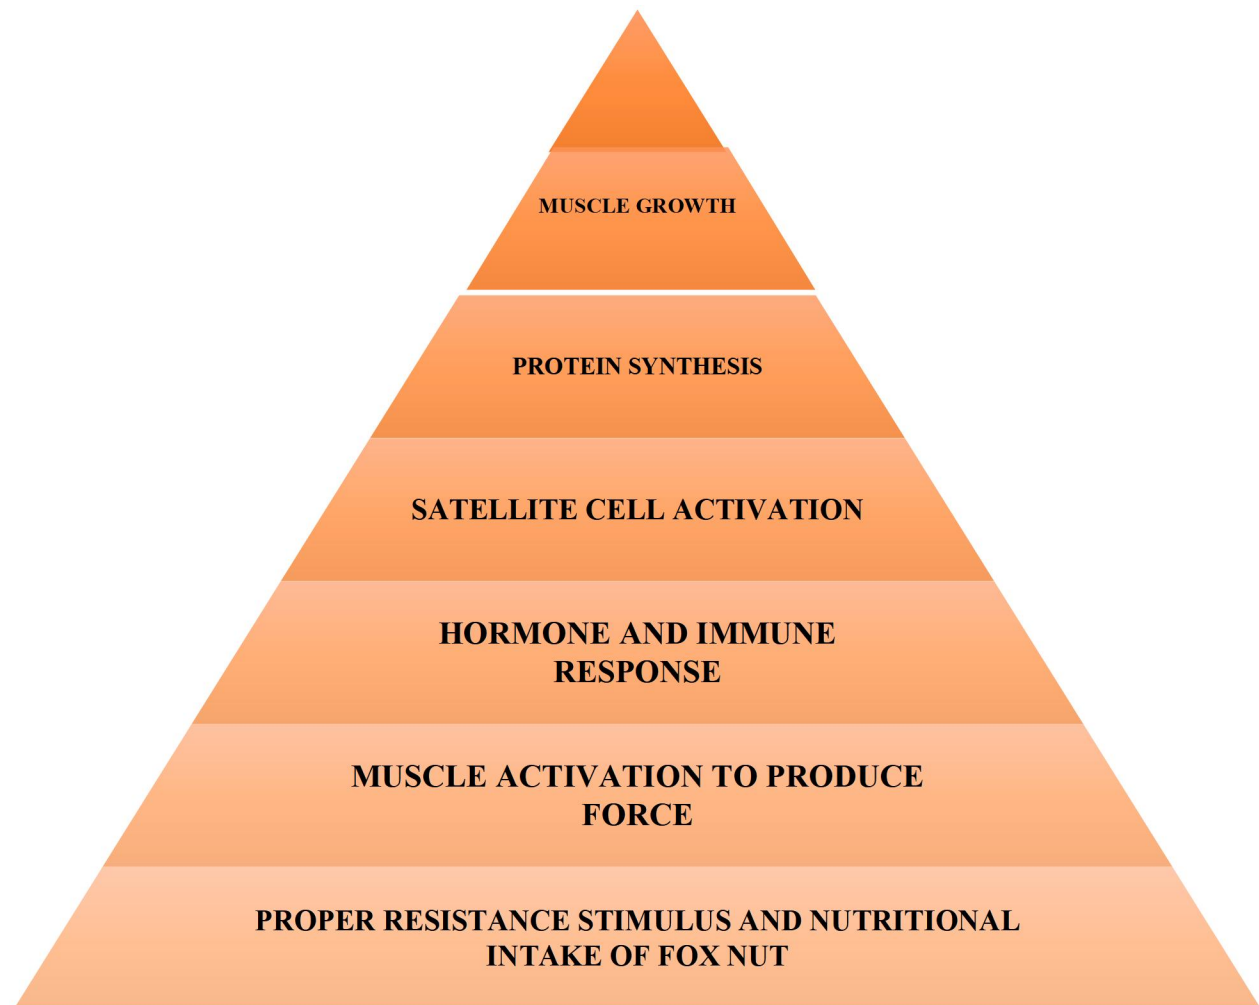 MUSCLE GROWTH
PROTEIN SYNTHESIS
SATELLITE CELL ACTIVATION
HORMONE AND IMMUNE
RESPONSE
MUSCLE ACTIVATION TO PRODUCE
FORCE
PROPER RESISTANCE STIMULUS AND NUTRITIONAL
INTAKE OF FOX NUT